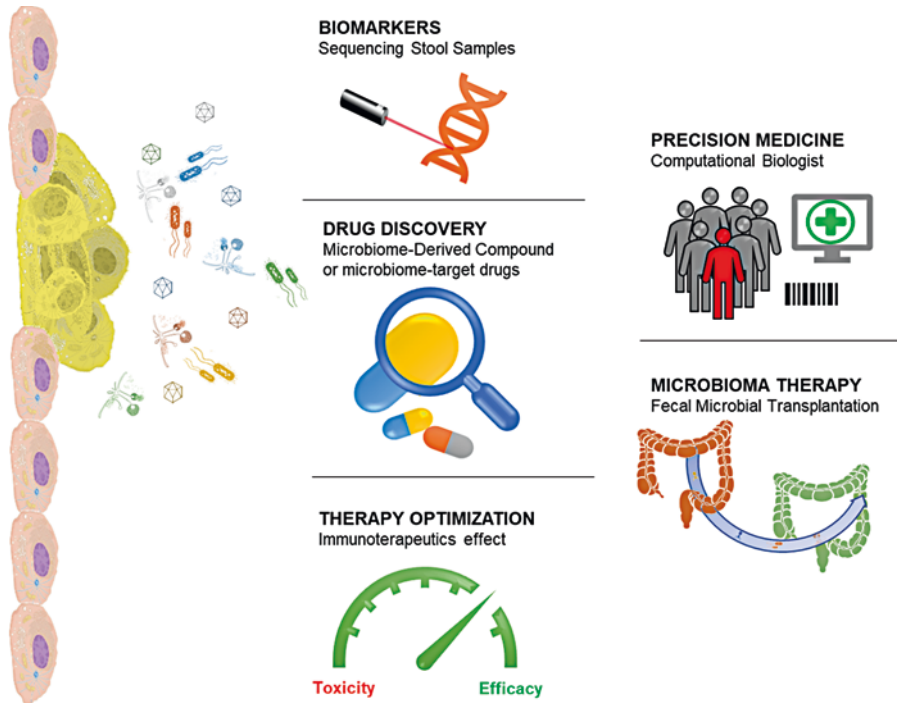 BIOMARKERS
Sequencing Stool Samples
DRUG DISCOVERY
Microbiome-Derived Compound
or microbiome-target drugs
THERAPY OPTIMIZATION
Immunoterapeutics effect
Toxicity
Efficacy
PRECISION MEDICINE
Computational Biologist
MICROBIOMA THERAPY
Fecal Microbial Transplantation